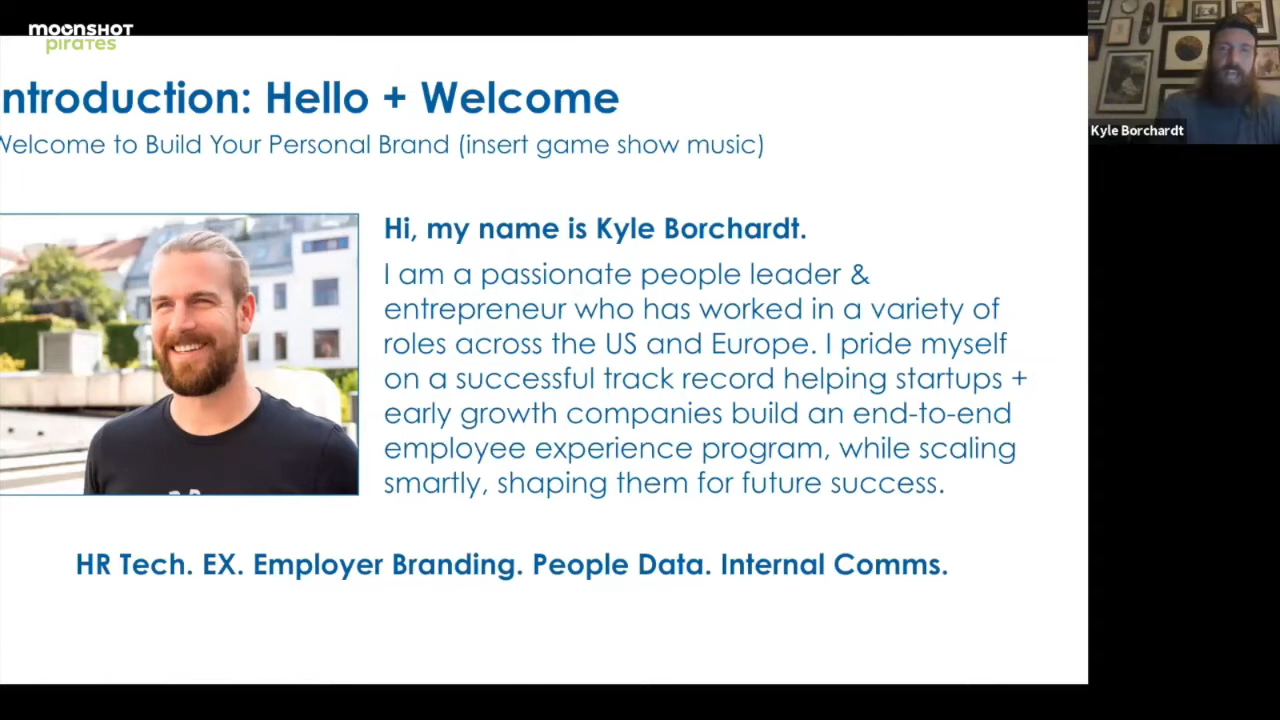 MOONSHOT
pirates
ntroduction: Hello + Welcome
Welcome to Build Your Personal Brand (insert game show music)
Kyle Borchardt
Hi, my name is Kyle Borchardt.
I am a passionate people leader &
entrepreneur who has worked in a variety of
roles across the US and Europe. I pride myself
on a successful track record helping startups +
early growth companies build an end-to-end
employee experience program, while scaling
smartly, shaping them for future success.
HR Tech. EX. Employer Branding. People Data. Internal Comms.